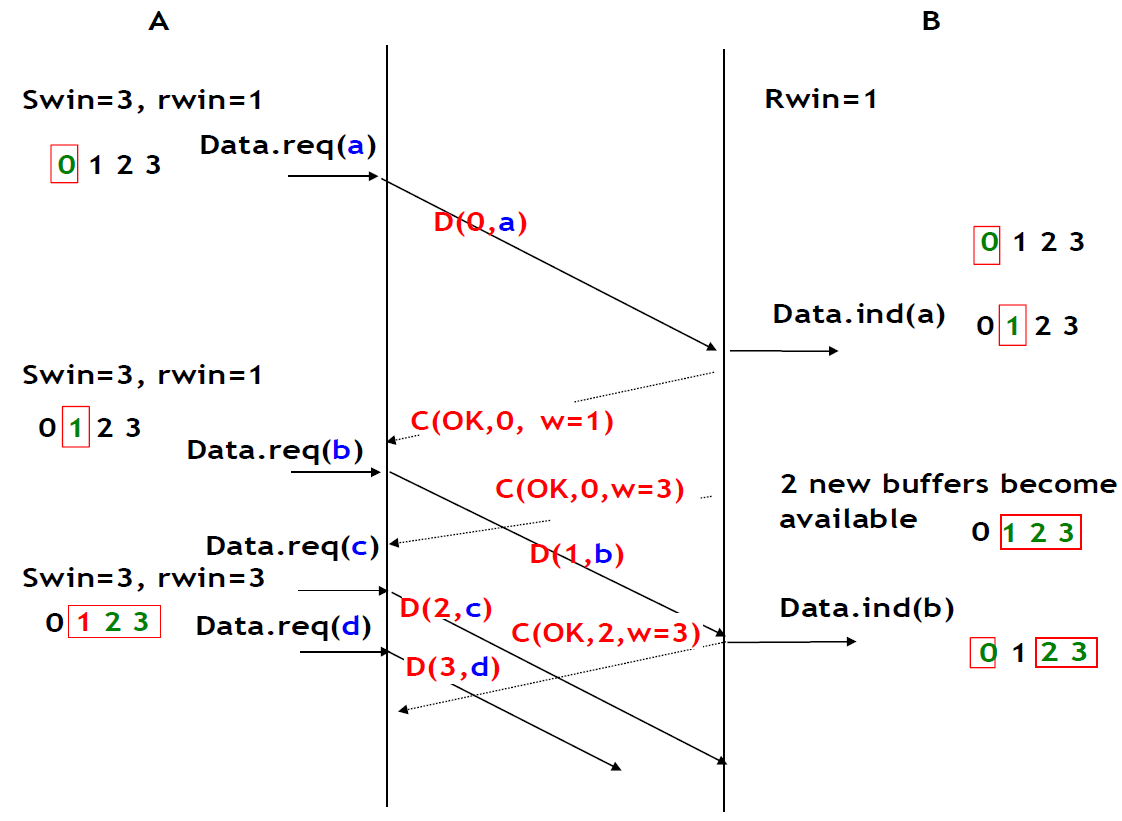 A
B
Swin=3, rwin=1
Rwin=1
Data.req(a)
0 1 2 3
D(0,a)
0 1 2 3
Data.ind(a)
0 1 2 3
Swin=3, rwin=1
0 1 2 3
C(OK,0, w=1)
Data.req(b)
C(OK,0,w=3)
2 new buffers become
available
0 1 2 3
Data.req(c)
D(1,b)
Swin=3, rwin=3
0 1 2 3
D(2,c)
Data.ind(b)
Data.req(d)
C(OK,2,w=3)
0 1 2 3
D(3,d)